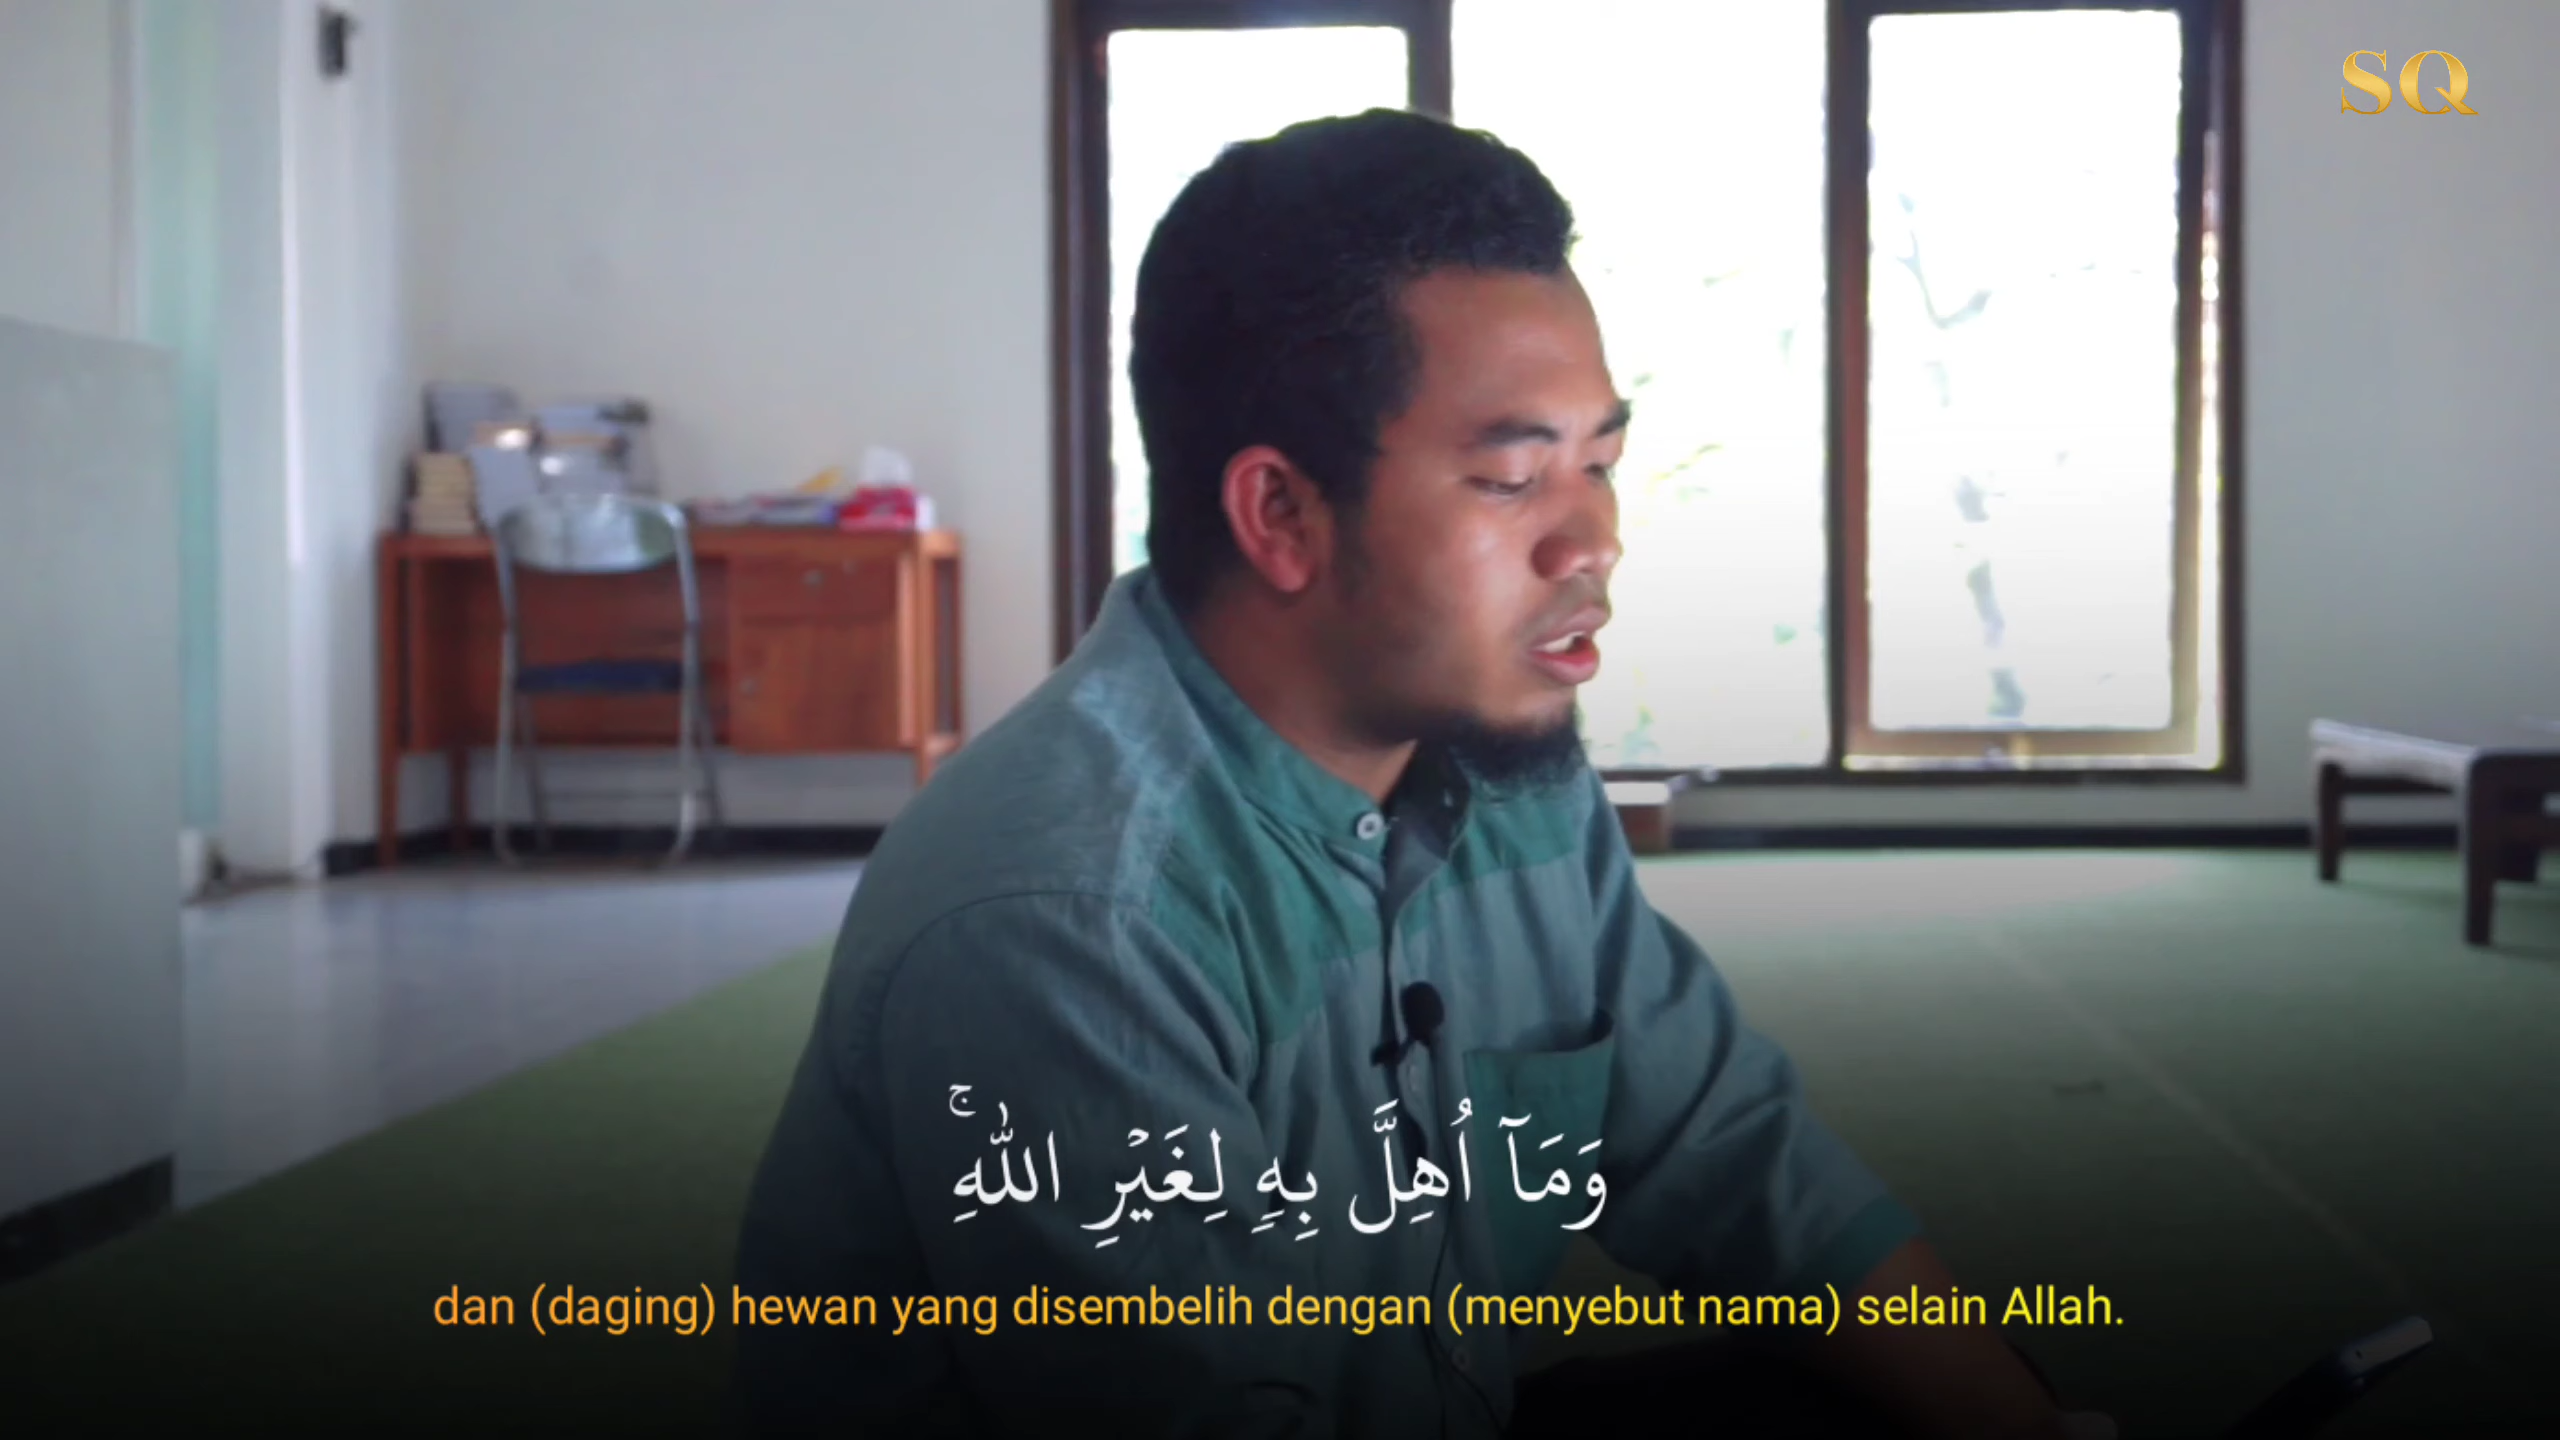 SQ
وَمَآ اُهِلَّ بِهٖ لِغَيْرِ اللّٰهِ ۚ
dan (daging) hewan yang disembelih dengan (menyebut nama) selain Allah.